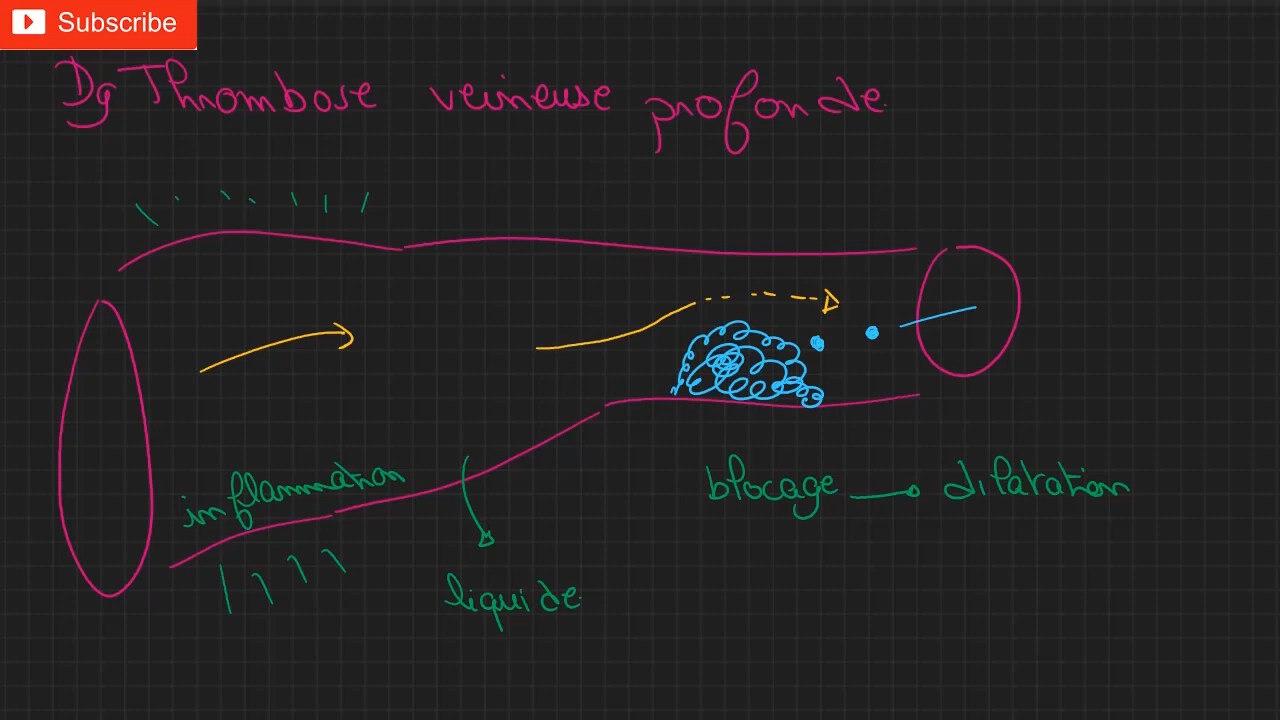 Subscribe
Dg Thrombose veineuse profonde
inflammation
blocage → dilatation
liquide